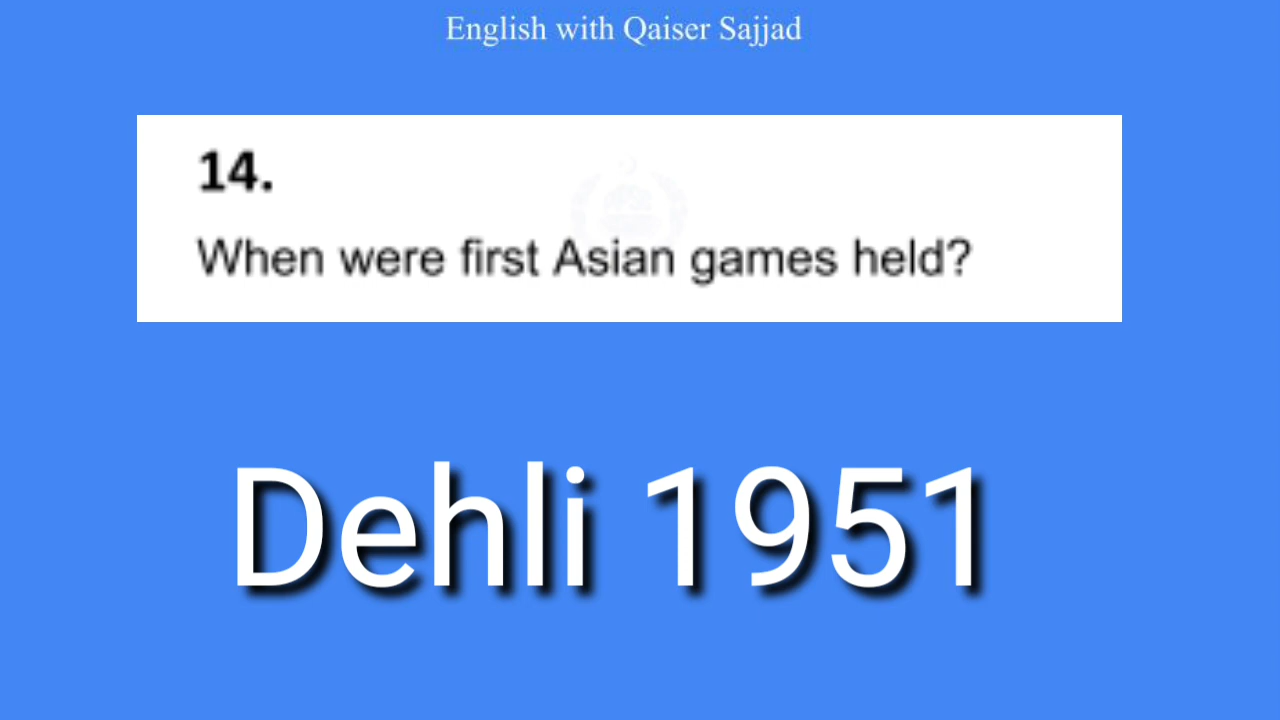 English with Qaiser Sajjad
14.
When were first Asian games held?
Dehli 1951